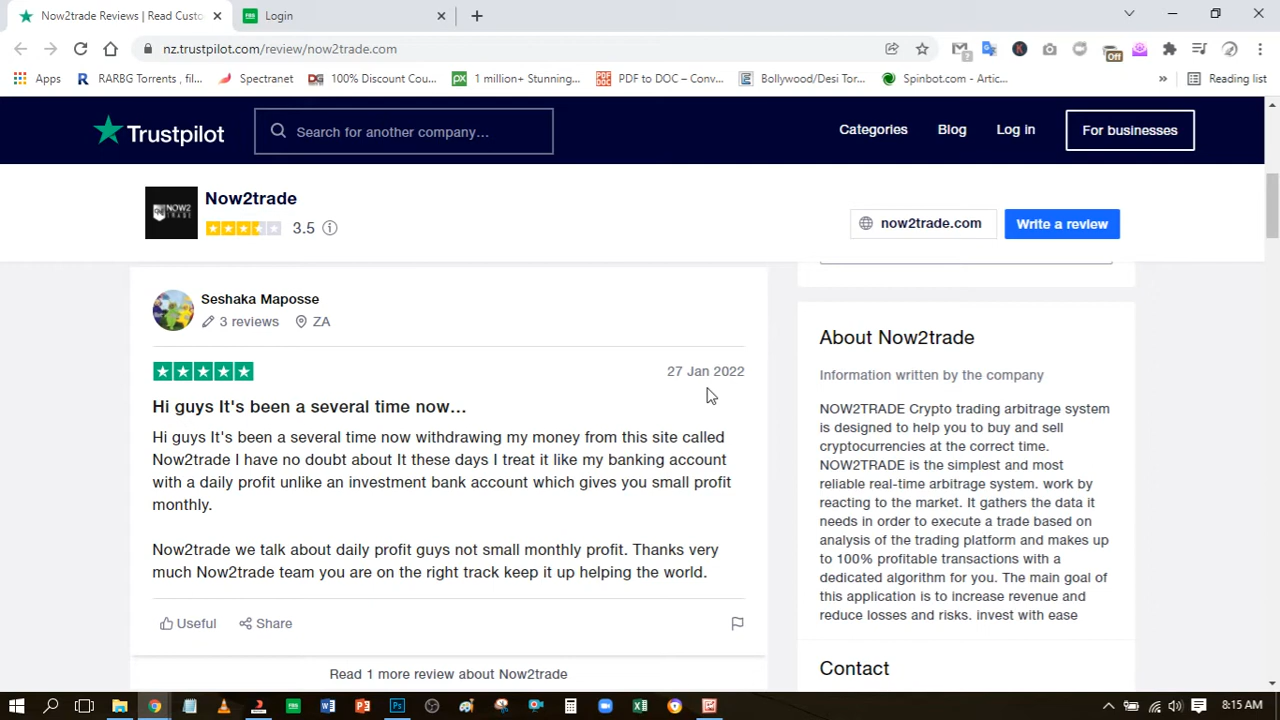 Now2trade Reviews | Read Custo
Login
nz.trustpilot.com/review/now2trade.com
Off
Apps
RARBG Torrents , fil...
Spectranet
100% Discount Cou...
1 million+ Stunning...
PDF to DOC – Conv...
Bollywood/Desi Tor...
Spinbot.com - Artic...
»
Reading list
Trustpilot
Search for another company...
Categories
Blog
Log in
For businesses
NOW2 TRADE
Now2trade
3.5
now2trade.com
Write a review
Seshaka Maposse
3 reviews
ZA
27 Jan 2022
Hi guys It's been a several time now…
Hi guys It's been a several time now withdrawing my money from this site called
Now2trade I have no doubt about It these days I treat it like my banking account
with a daily profit unlike an investment bank account which gives you small profit
monthly.
Now2trade we talk about daily profit guys not small monthly profit. Thanks very
much Now2trade team you are on the right track keep it up helping the world.
Useful
Share
Read 1 more review about Now2trade
About Now2trade
Information written by the company
NOW2TRADE Crypto trading arbitrage system
is designed to help you to buy and sell
cryptocurrencies at the correct time.
NOW2TRADE is the simplest and most
reliable real-time arbitrage system. work by
reacting to the market. It gathers the data it
needs in order to execute a trade based on
analysis of the trading platform and makes up
to 100% profitable transactions with a
dedicated algorithm for you. The main goal of
this application is to increase revenue and
reduce losses and risks. invest with ease
Contact
8:15 AM